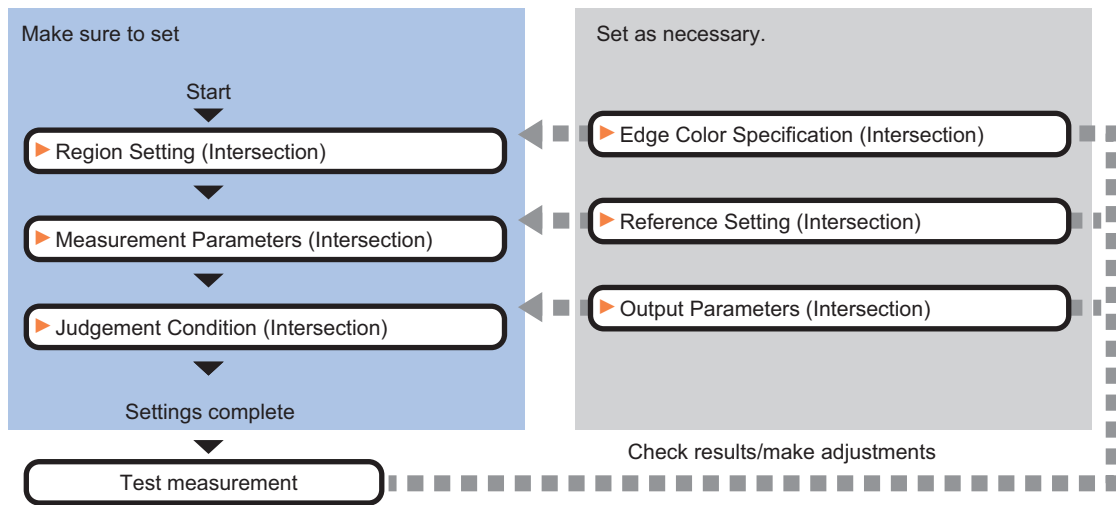 Make sure to set
Start
Region Setting (Intersection)
Measurement Parameters (Intersection)
Judgement Condition (Intersection)
Settings complete
Test measurement
Set as necessary.
Edge Color Specification (Intersection)
Reference Setting (Intersection)
Output Parameters (Intersection)
Check results/make adjustments